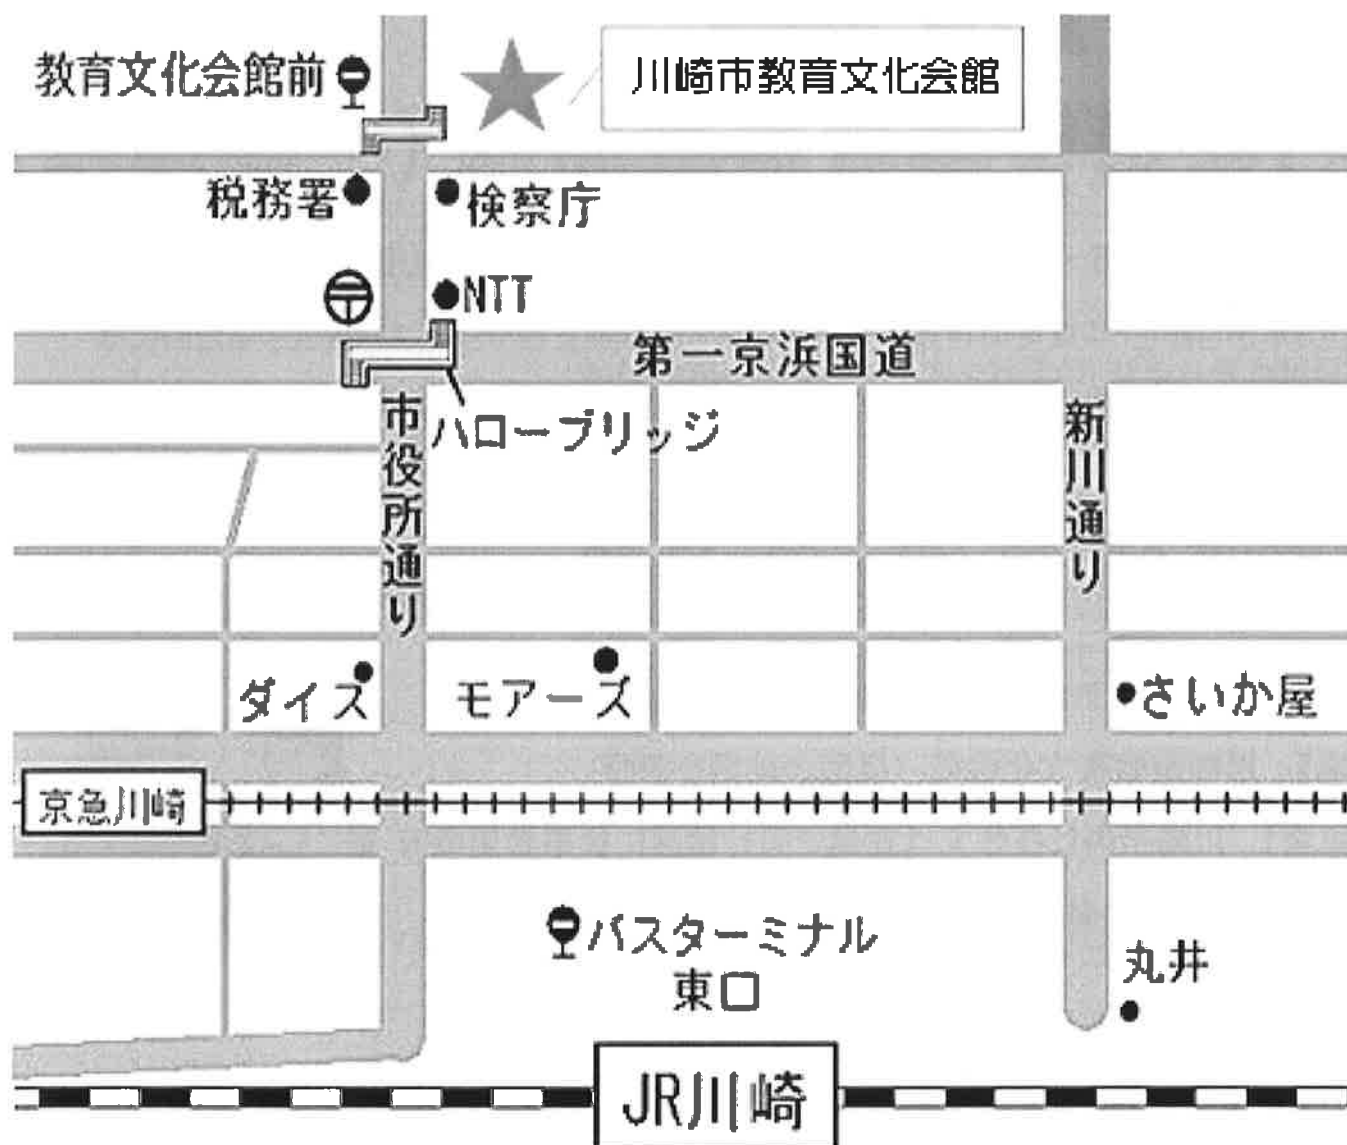 教育文化会館前
川崎市教育文化会館
税務署
検察庁
NTT
第一京浜国道
ハローブリッジ
市役所通り
新川通り
ダイス
モアーズ
さいか屋
京急川崎
バスターミナル
東口
丸井
JR川崎